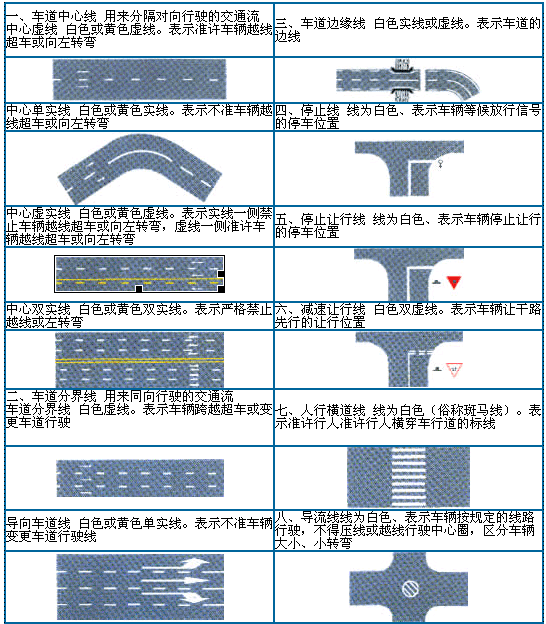 一、车道中心线 用来分隔对向行驶的交通流
中心虚线 白色或黄色虚线。表示准许车辆越线
超车或向左转弯
三、车道边缘线 白色实线或虚线。表示车道的
边线
中心单实线 白色或黄色实线。表示不准车辆越
线超车或向左转弯
四、停止线 线为白色、表示车辆等候放行信号
的停车位置
中心虚实线 白色或黄色虚线。表示实线一侧禁
止车辆越线超车或向左转弯，虚线一侧准许车
辆越线超车或向左转弯
五、停止让行线 线为白色、表示车辆停止让行
的停车位置
中心双实线 白色或黄色双实线。表示严格禁止
越线或左转弯
六、减速让行线 白色双虚线。表示车辆让干路
先行的让行位置
二、车道分界线 用来同向行驶的交通流
车道分界线 白色虚线。表示车辆跨越超车或变
更车道行驶
七、人行横道线 线为白色（俗称斑马线）。表
示准许行人准许行人横穿车行道的标线
导向车道线 白色或黄色单实线。表示不准车辆
变更车道行驶线
八、导流线线为白色、表示车辆按规定的线路
行驶，不得压线或越线行驶中心圈，区分车辆
大小、小转弯